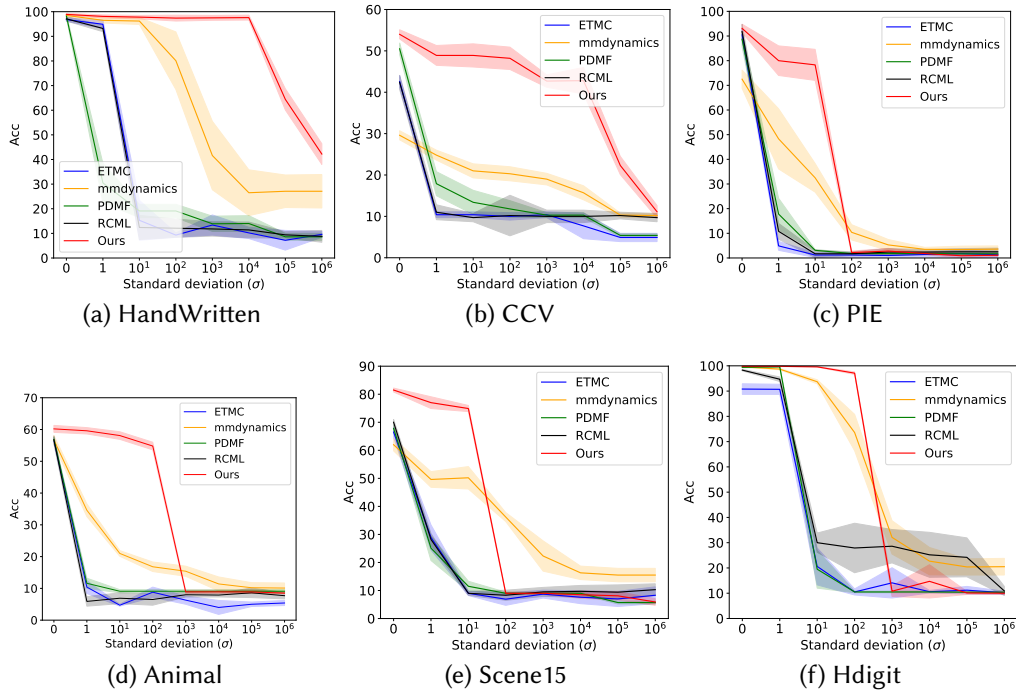 100
90
80
70
60
50
40
30
20
10
0
Acc
ETMC
mmdynamics
PDMF
RCML
Ours
0 1 10¹ 10² 10³ 10⁴ 10⁵ 10⁶
Standard deviation (σ)
(a) HandWritten
60
50
40
30
20
10
0
Acc
ETMC
mmdynamics
PDMF
RCML
Ours
0 1 10¹ 10² 10³ 10⁴ 10⁵ 10⁶
Standard deviation (σ)
(b) CCV
100
90
80
70
60
50
40
30
20
10
0
Acc
ETMC
mmdynamics
PDMF
RCML
Ours
0 1 10¹ 10² 10³ 10⁴ 10⁵ 10⁶
Standard deviation (σ)
(c) PIE
70
60
50
40
30
20
10
0
Acc
ETMC
mmdynamics
PDMF
RCML
Ours
0 1 10¹ 10² 10³ 10⁴ 10⁵ 10⁶
Standard deviation (σ)
(d) Animal
90
80
70
60
50
40
30
20
10
0
Acc
ETMC
mmdynamics
PDMF
RCML
Ours
0 1 10¹ 10² 10³ 10⁴ 10⁵ 10⁶
Standard deviation (σ)
(e) Scene15
100
90
80
70
60
50
40
30
20
10
0
Acc
ETMC
mmdynamics
PDMF
RCML
Ours
0 1 10¹ 10² 10³ 10⁴ 10⁵ 10⁶
Standard deviation (σ)
(f) Hdigit